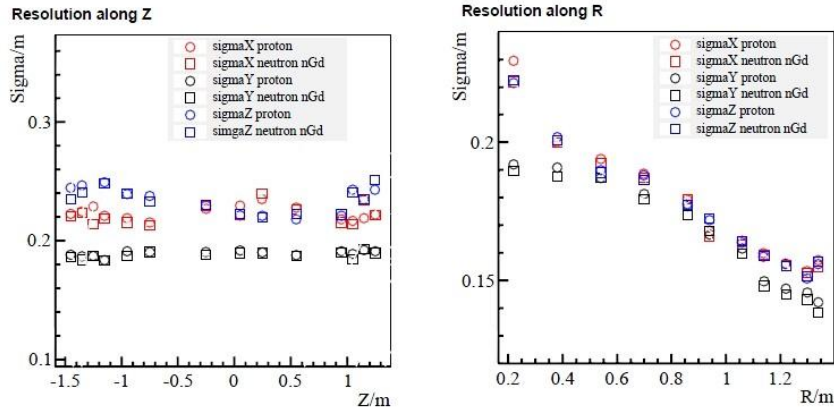 Resolution along Z
Sigma/m
sigmaX proton
sigmaX neutron nGd
sigmaY proton
sigmaY neutron nGd
sigmaZ proton
simgaZ neutron nGd
0.3
0.2
0.1
-1.5 -1 -0.5 0 0.5 1
Z/m
Resolution along R
Sigma/m
sigmaX proton
sigmaX neutron nGd
sigmaY proton
sigmaY neutron nGd
sigmaZ proton
sigmaZ neutron nGd
0.2
0.15
0.2 0.4 0.6 0.8 1 1.2
R/m